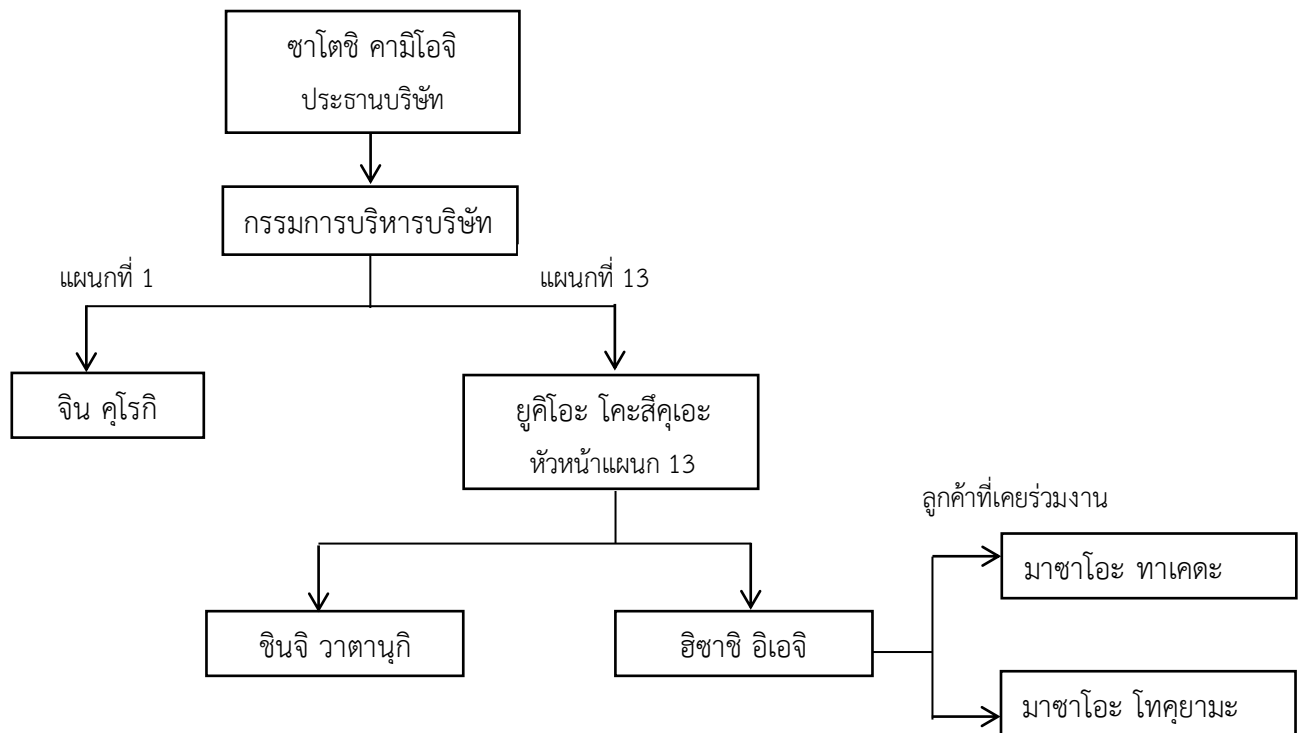 ซาโตชิ คามิโอจิ
ประธานบริษัท
กรรมการบริหารบริษัท
แผนกที่ 1
แผนกที่ 13
จิน คุโรกิ
ยูคิโอะ โคะสึคุเอะ
หัวหน้าแผนก 13
ลูกค้าที่เคยร่วมงาน
มาซาโอะ ทาเคดะ
ชินจิ วาตานุกิ
ฮิซาชิ อิเอจิ
มาซาโอะ โทคุยามะ